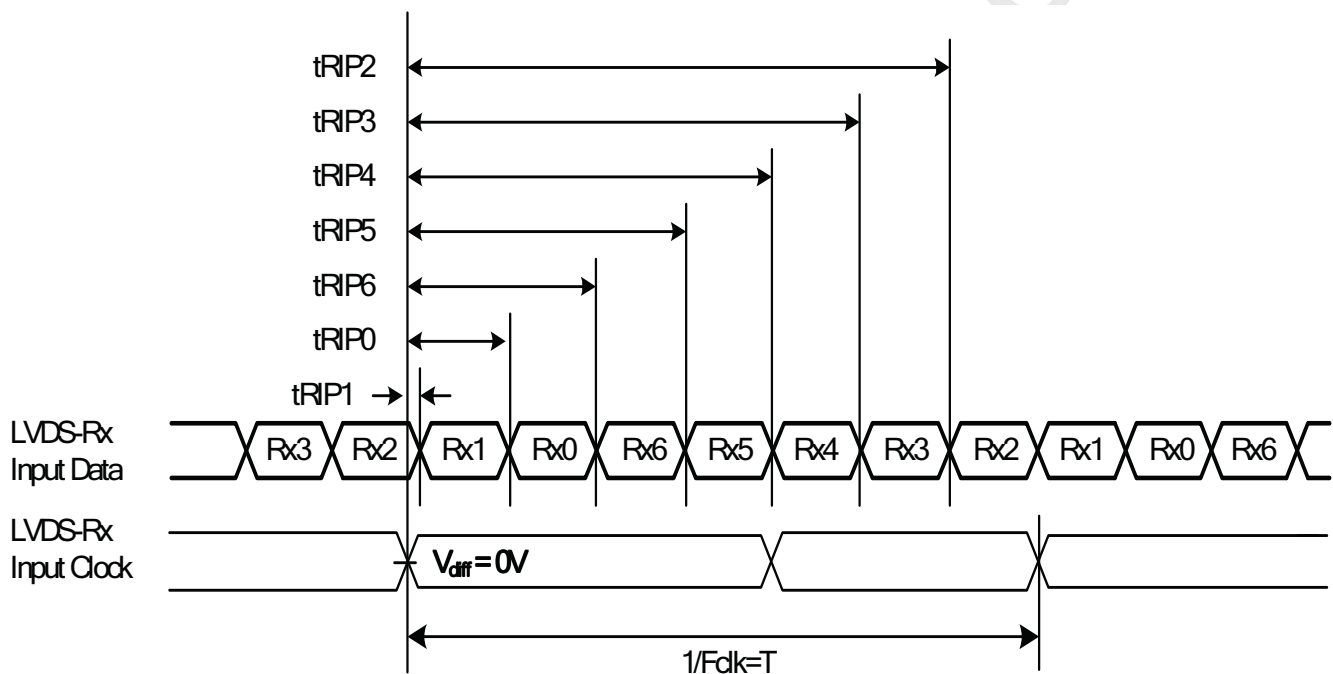 tRIP2
tRIP3
tRIP4
tRIP5
tRIP6
tRIP0
tRIP1
LVDS-Rx
Input Data
Rx3 Rx2 Rx1 Rx0 Rx6 Rx5 Rx4 Rx3 Rx2 Rx1 Rx0 Rx6
LVDS-Rx
Input Clock
Vdiff = 0V
1/Fclk=T